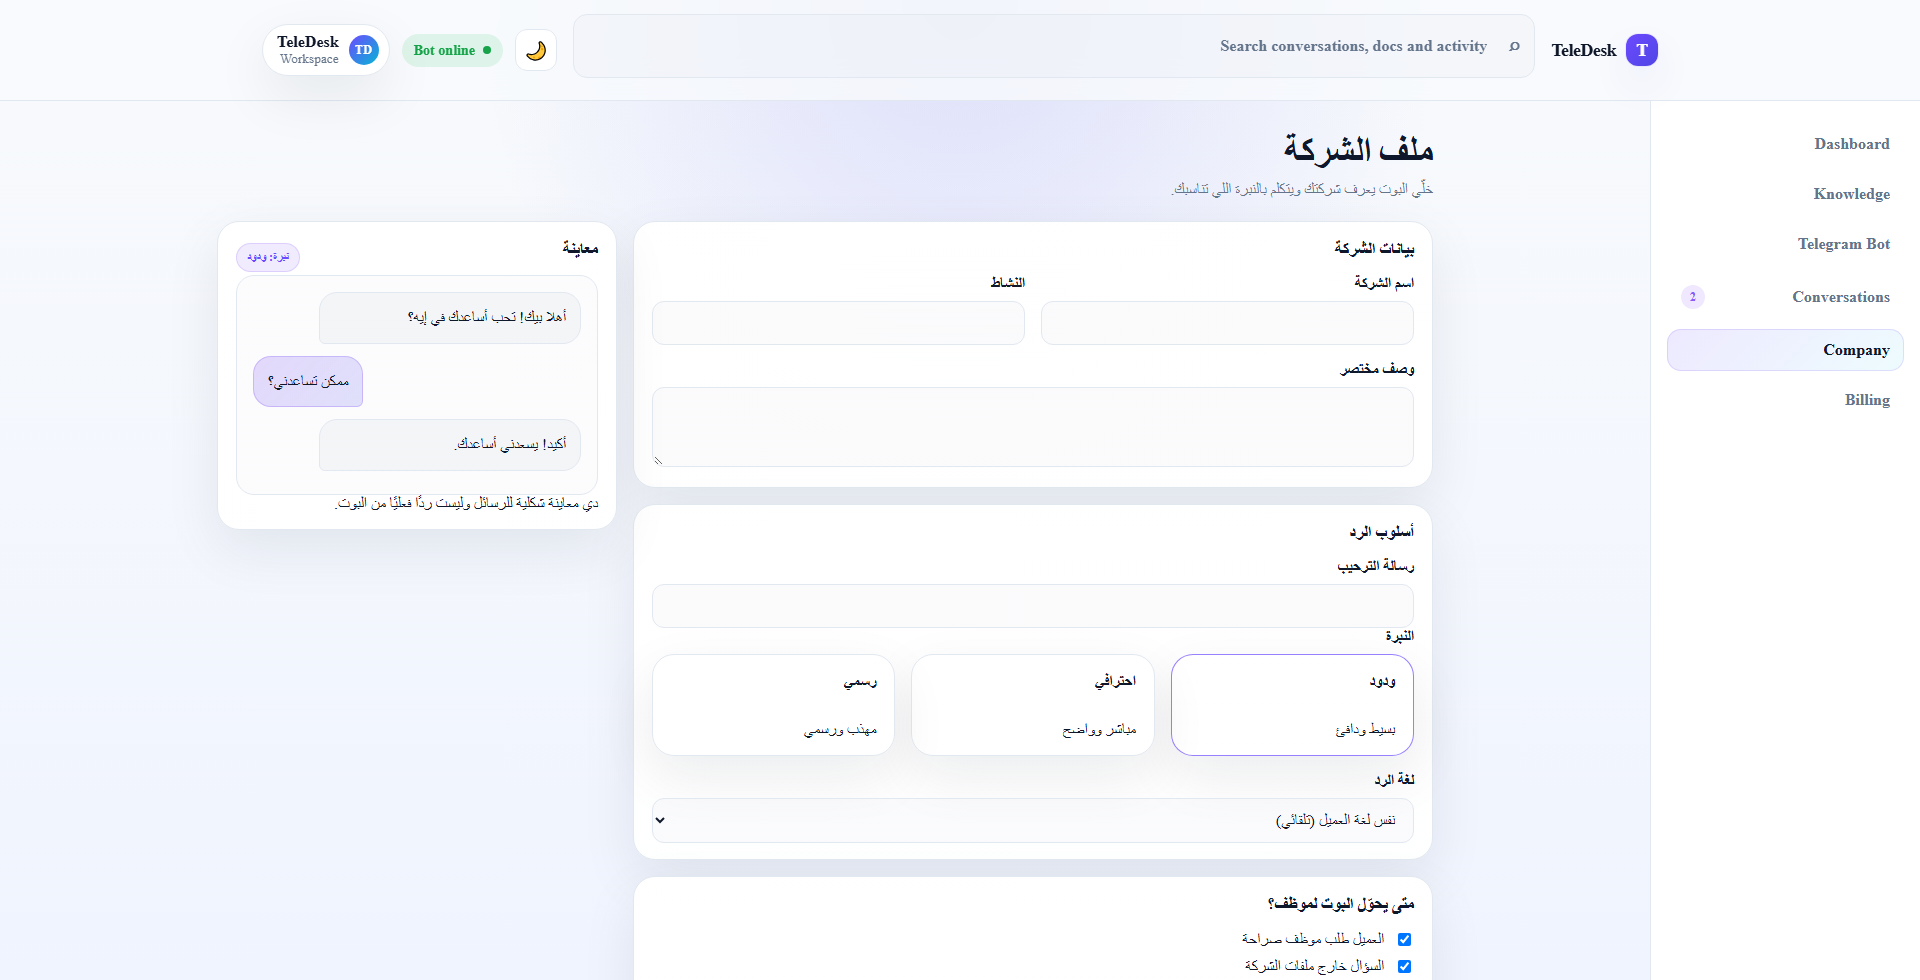 T
TeleDesk
Search conversations, docs and activity
Bot online
TD
TeleDesk
Workspace
Dashboard
Knowledge
Telegram Bot
Conversations
2
Company
Billing
ملف الشركة
خلّي البوت يعرف شركتك ويتكلم بالنبرة اللي تناسبك.
بيانات الشركة
اسم الشركة
النشاط
وصف مختصر
أسلوب الرد
رسالة الترحيب
النبرة
ودود
بسيط ودافئ
احترافي
مباشر وواضح
رسمي
مهذب ورسمي
لغة الرد
نفس لغة العميل (تلقائي)
متى يحوّل البوت لموظف؟
العميل طلب موظف صراحة
السؤال خارج ملفات الشركة
معاينة
نبرة: ودود
أهلا بيك! تحب أساعدك في إيه؟
ممكن تساعدني؟
أكيد! يسعدني أساعدك.
دي معاينة شكلية للرسائل وليست ردًا فعليًا من البوت.